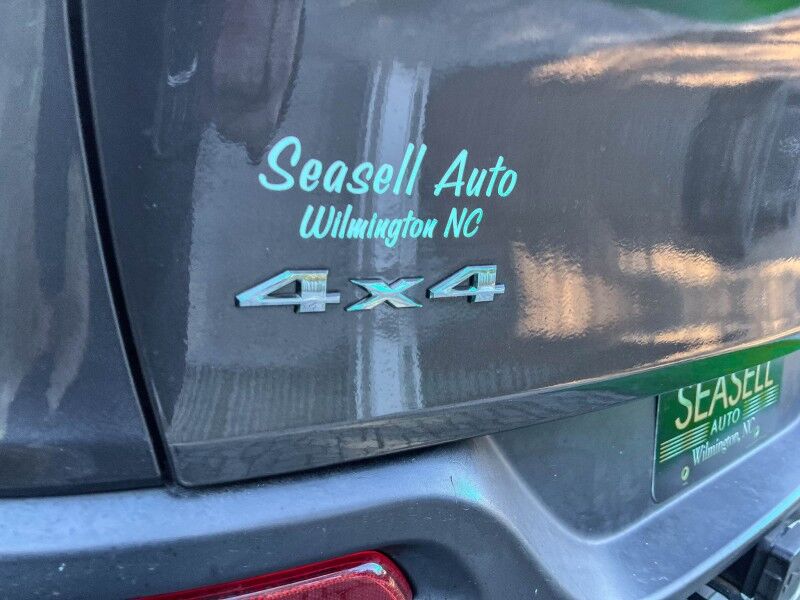 Seasell Auto
Wilmington NC
4x4
SEASELL
AUTO
Wilmington, NC